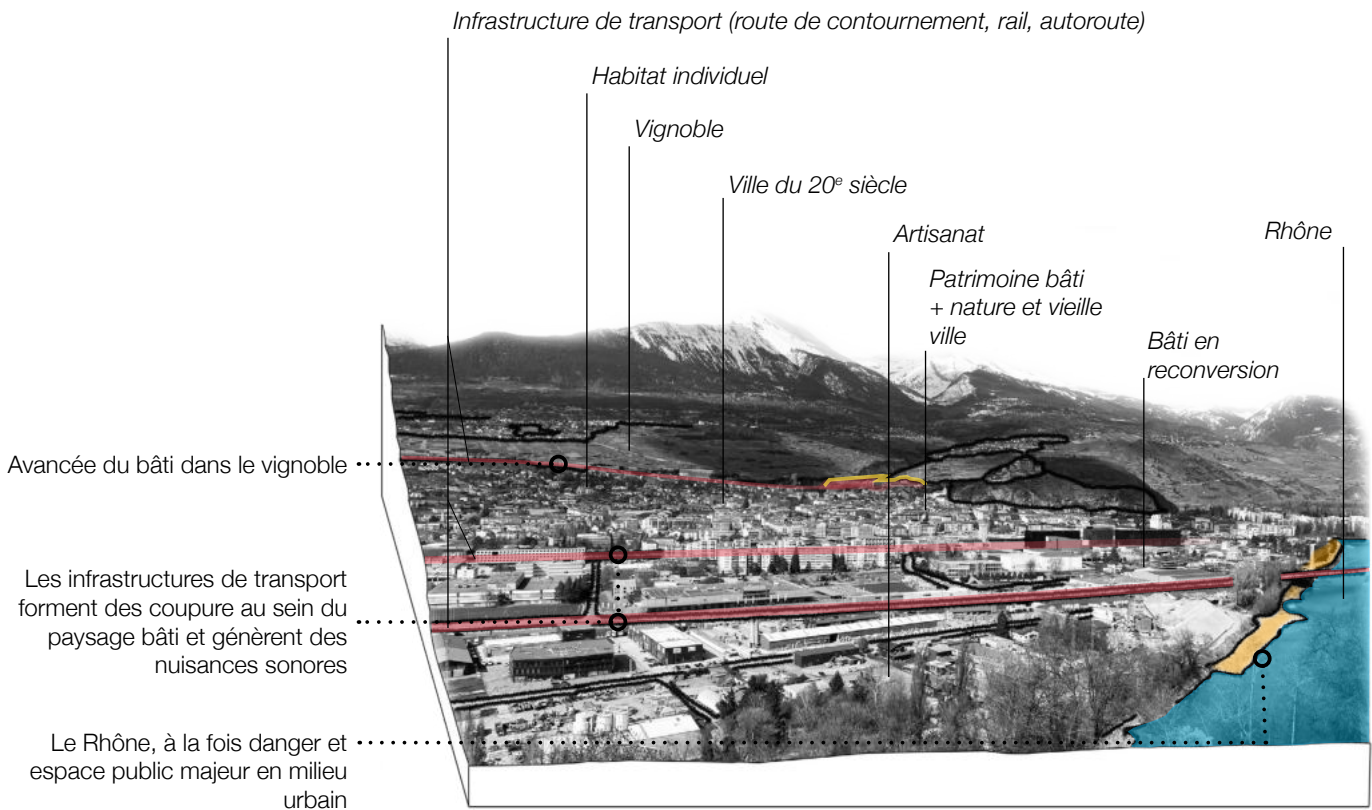 Infrastructure de transport (route de contournement, rail, autoroute)
Habitat individuel
Vignoble
Ville du 20e siècle
Artisanat
Rhône
Patrimoine bâti
+ nature et vieille
ville
Bâti en
reconversion
Avancée du bâti dans le vignoble
Les infrastructures de transport
forment des coupure au sein du
paysage bâti et génèrent des
nuisances sonores
Le Rhône, à la fois danger et
espace public majeur en milieu
urbain